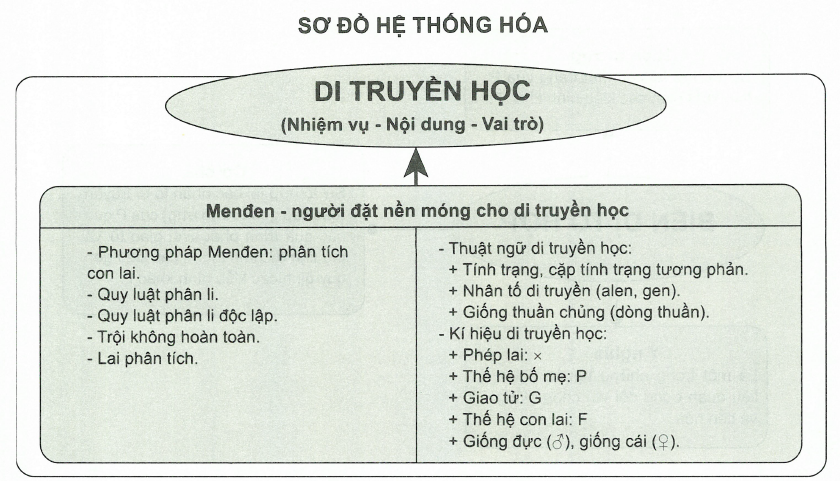 SƠ ĐỒ HỆ THỐNG HÓA
DI TRUYỀN HỌC
(Nhiệm vụ - Nội dung - Vai trò)
Menđen - người đặt nền móng cho di truyền học
- Phương pháp Menđen: phân tích
con lai.
- Quy luật phân li.
- Quy luật phân li độc lập.
- Trội không hoàn toàn.
- Lai phân tích.
- Thuật ngữ di truyền học:
+ Tính trạng, cặp tính trạng tương phản.
+ Nhân tố di truyền (alen, gen).
+ Giống thuần chủng (dòng thuần).
- Kí hiệu di truyền học:
+ Phép lai: ×
+ Thế hệ bố mẹ: P
+ Giao tử: G
+ Thế hệ con lai: F
+ Giống đực (♂), giống cái (♀).